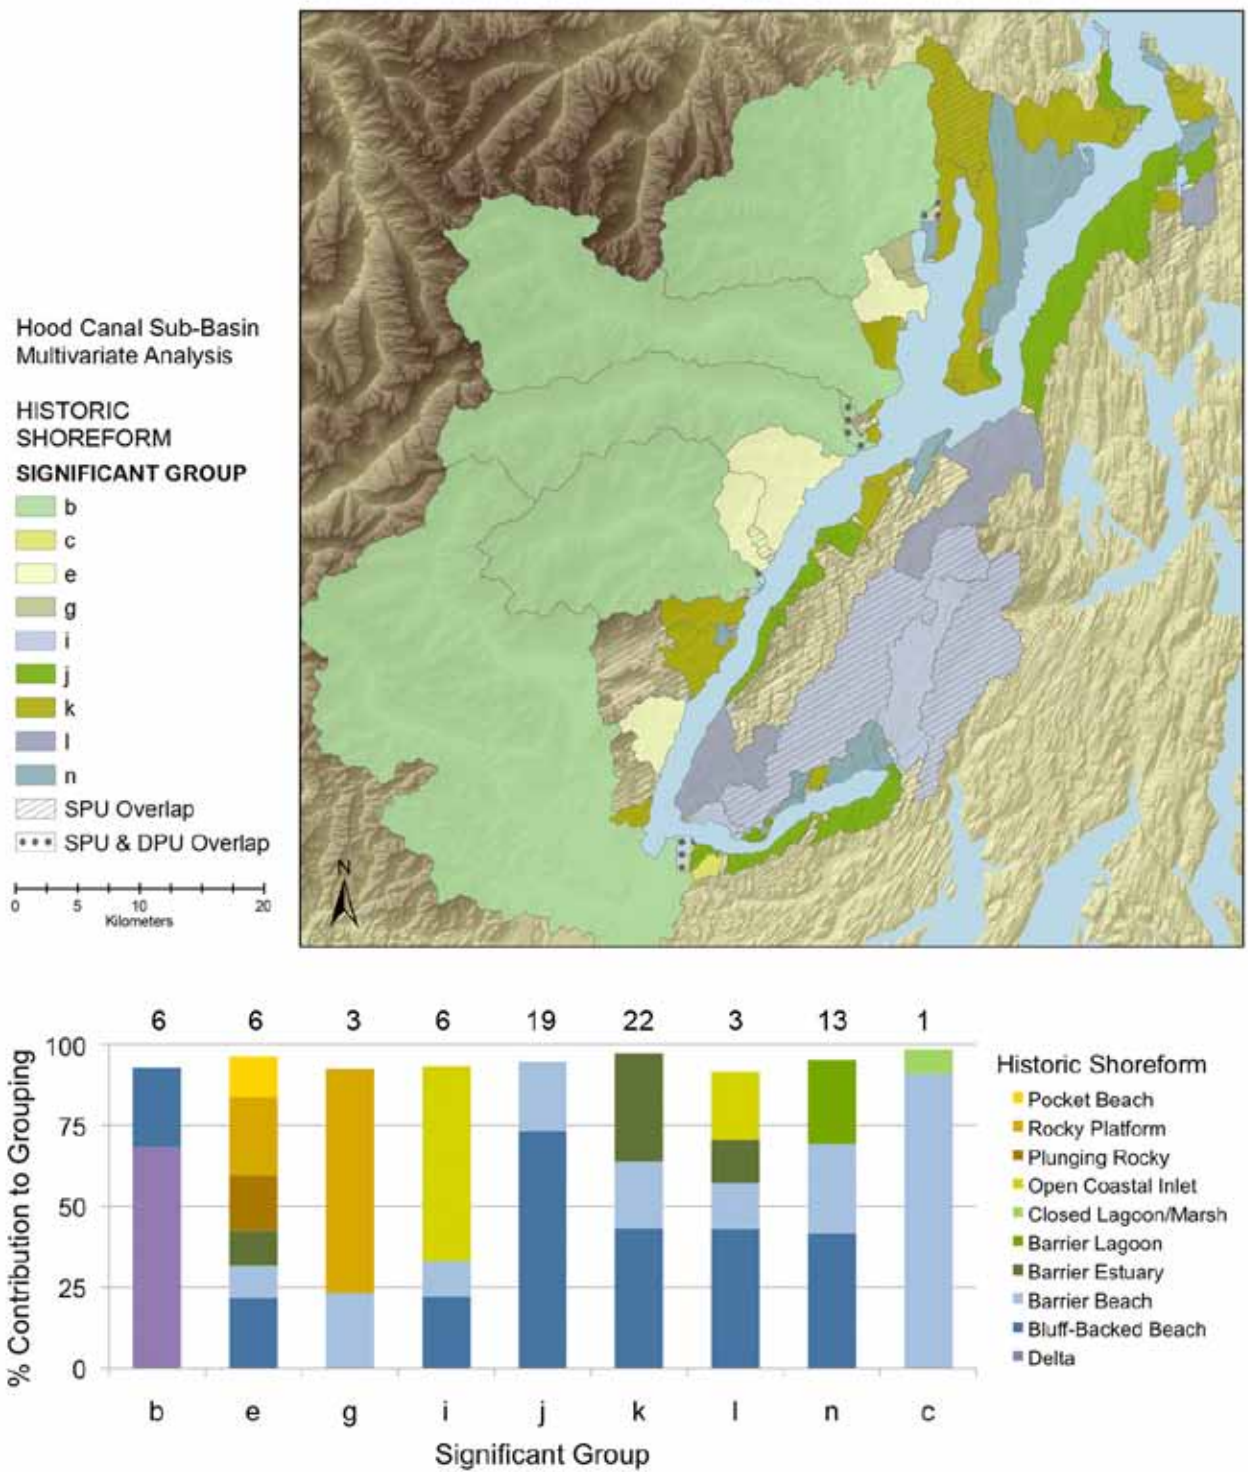 Hood Canal Sub-Basin
Multivariate Analysis
HISTORIC
SHOREFORM
SIGNIFICANT GROUP
b
c
e
g
i
j
k
l
n
SPU Overlap
SPU & DPU Overlap
0 5 10 20
Kilometers
N
6 6 3 6 19 22 3 13 1
% Contribution to Grouping
100
75
50
25
0
b e g i j k l n c
Significant Group
Historic Shoreform
Pocket Beach
Rocky Platform
Plunging Rocky
Open Coastal Inlet
Closed Lagoon/Marsh
Barrier Lagoon
Barrier Estuary
Barrier Beach
Bluff-Backed Beach
Delta